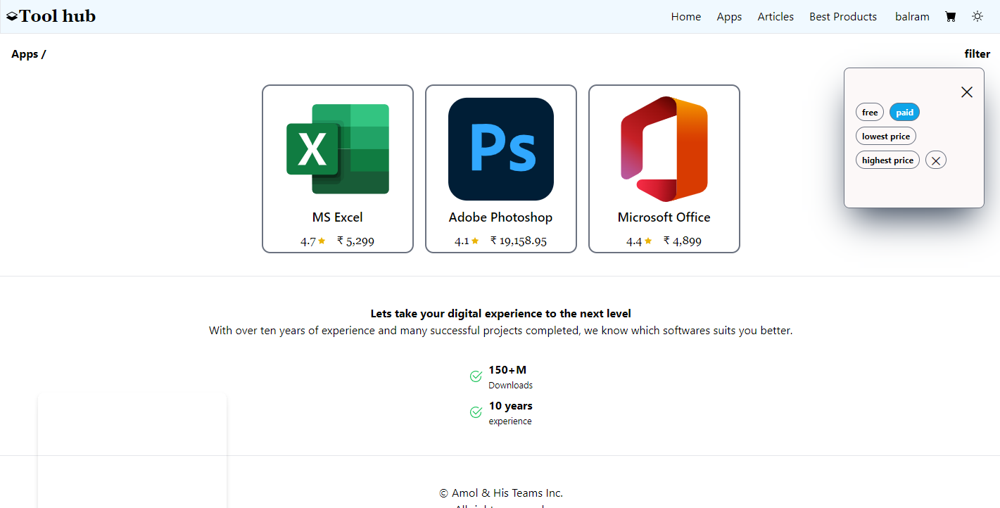 Tool hub
Home Apps Articles Best Products balram
Apps /
filter
free paid
lowest price
highest price
X
Ps
MS Excel
4.7 ₹ 5,299
Adobe Photoshop
4.1 ₹ 19,158.95
Microsoft Office
4.4 ₹ 4,899
Lets take your digital experience to the next level
With over ten years of experience and many successful projects completed, we know which softwares suits you better.
150+M
Downloads
10 years
experience
© Amol & His Teams Inc.